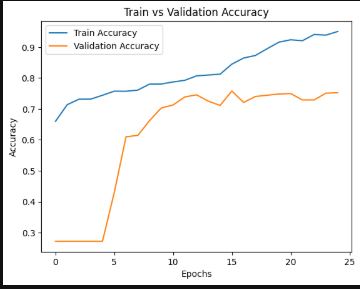 Train vs Validation Accuracy
Train Accuracy
Validation Accuracy
Accuracy
0.9
0.8
0.7
0.6
0.5
0.4
0.3
0 5 10 15 20 25
Epochs